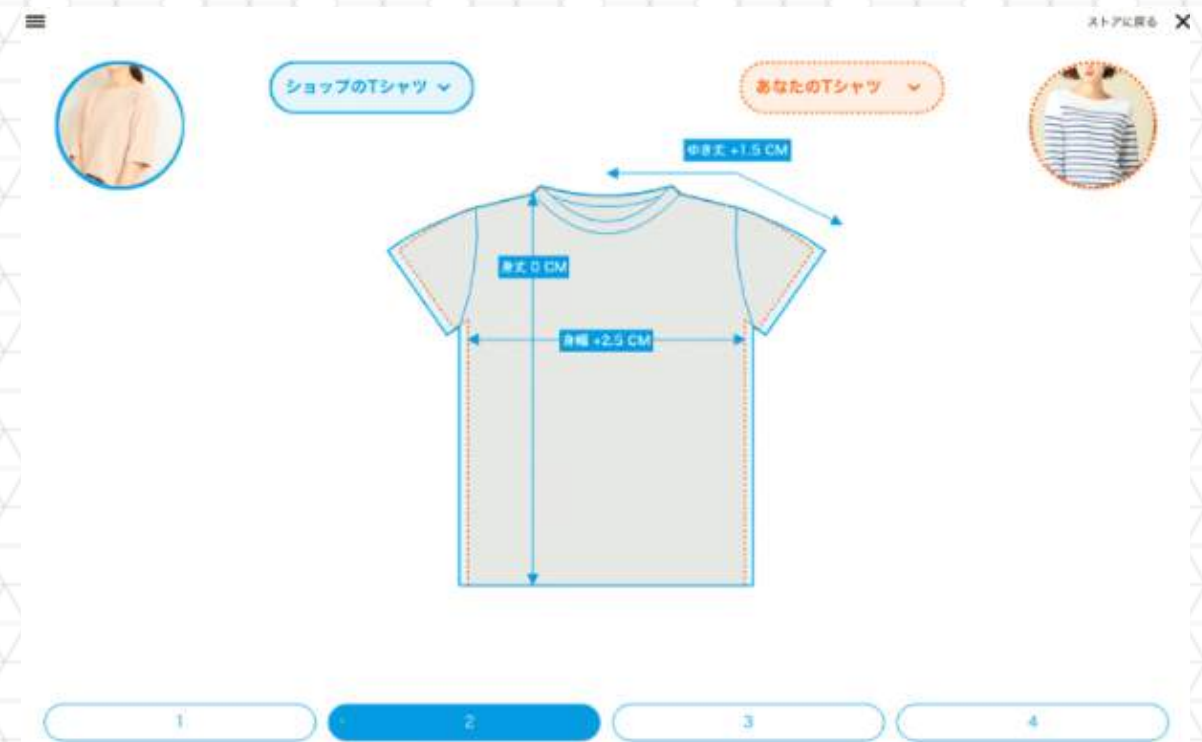 ストアに戻る
ショップのTシャツ
あなたのTシャツ
ゆき丈 +1.5 CM
身丈 0 CM
身幅 +2.5 CM
1
2
3
4